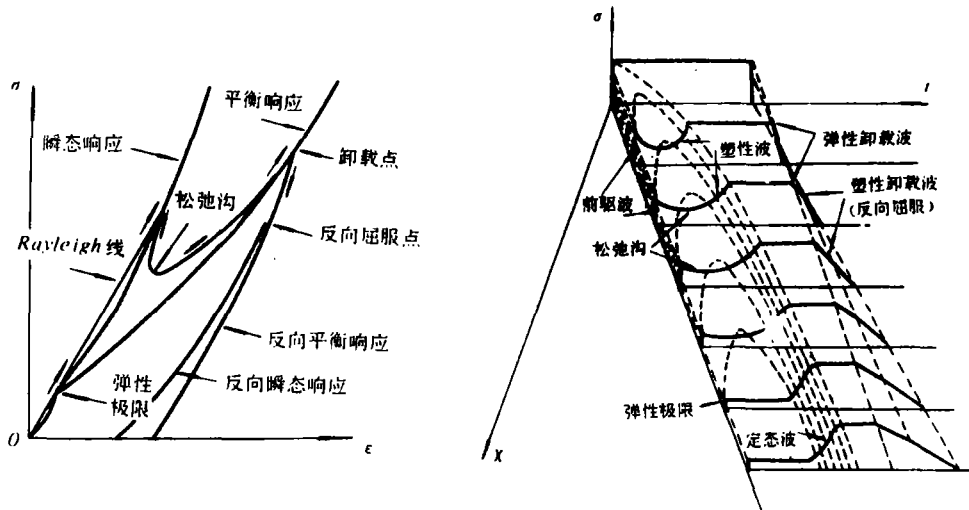 σ
平衡响应
瞬态响应
卸载点
松弛沟
反向屈服点
Rayleigh线
反向平衡响应
弹性
极限
反向瞬态响应
0
ε
σ
t
塑性波
弹性卸载波
前驱波
塑性卸载波
(反向屈服)
松弛沟
弹性极限
定态波
X